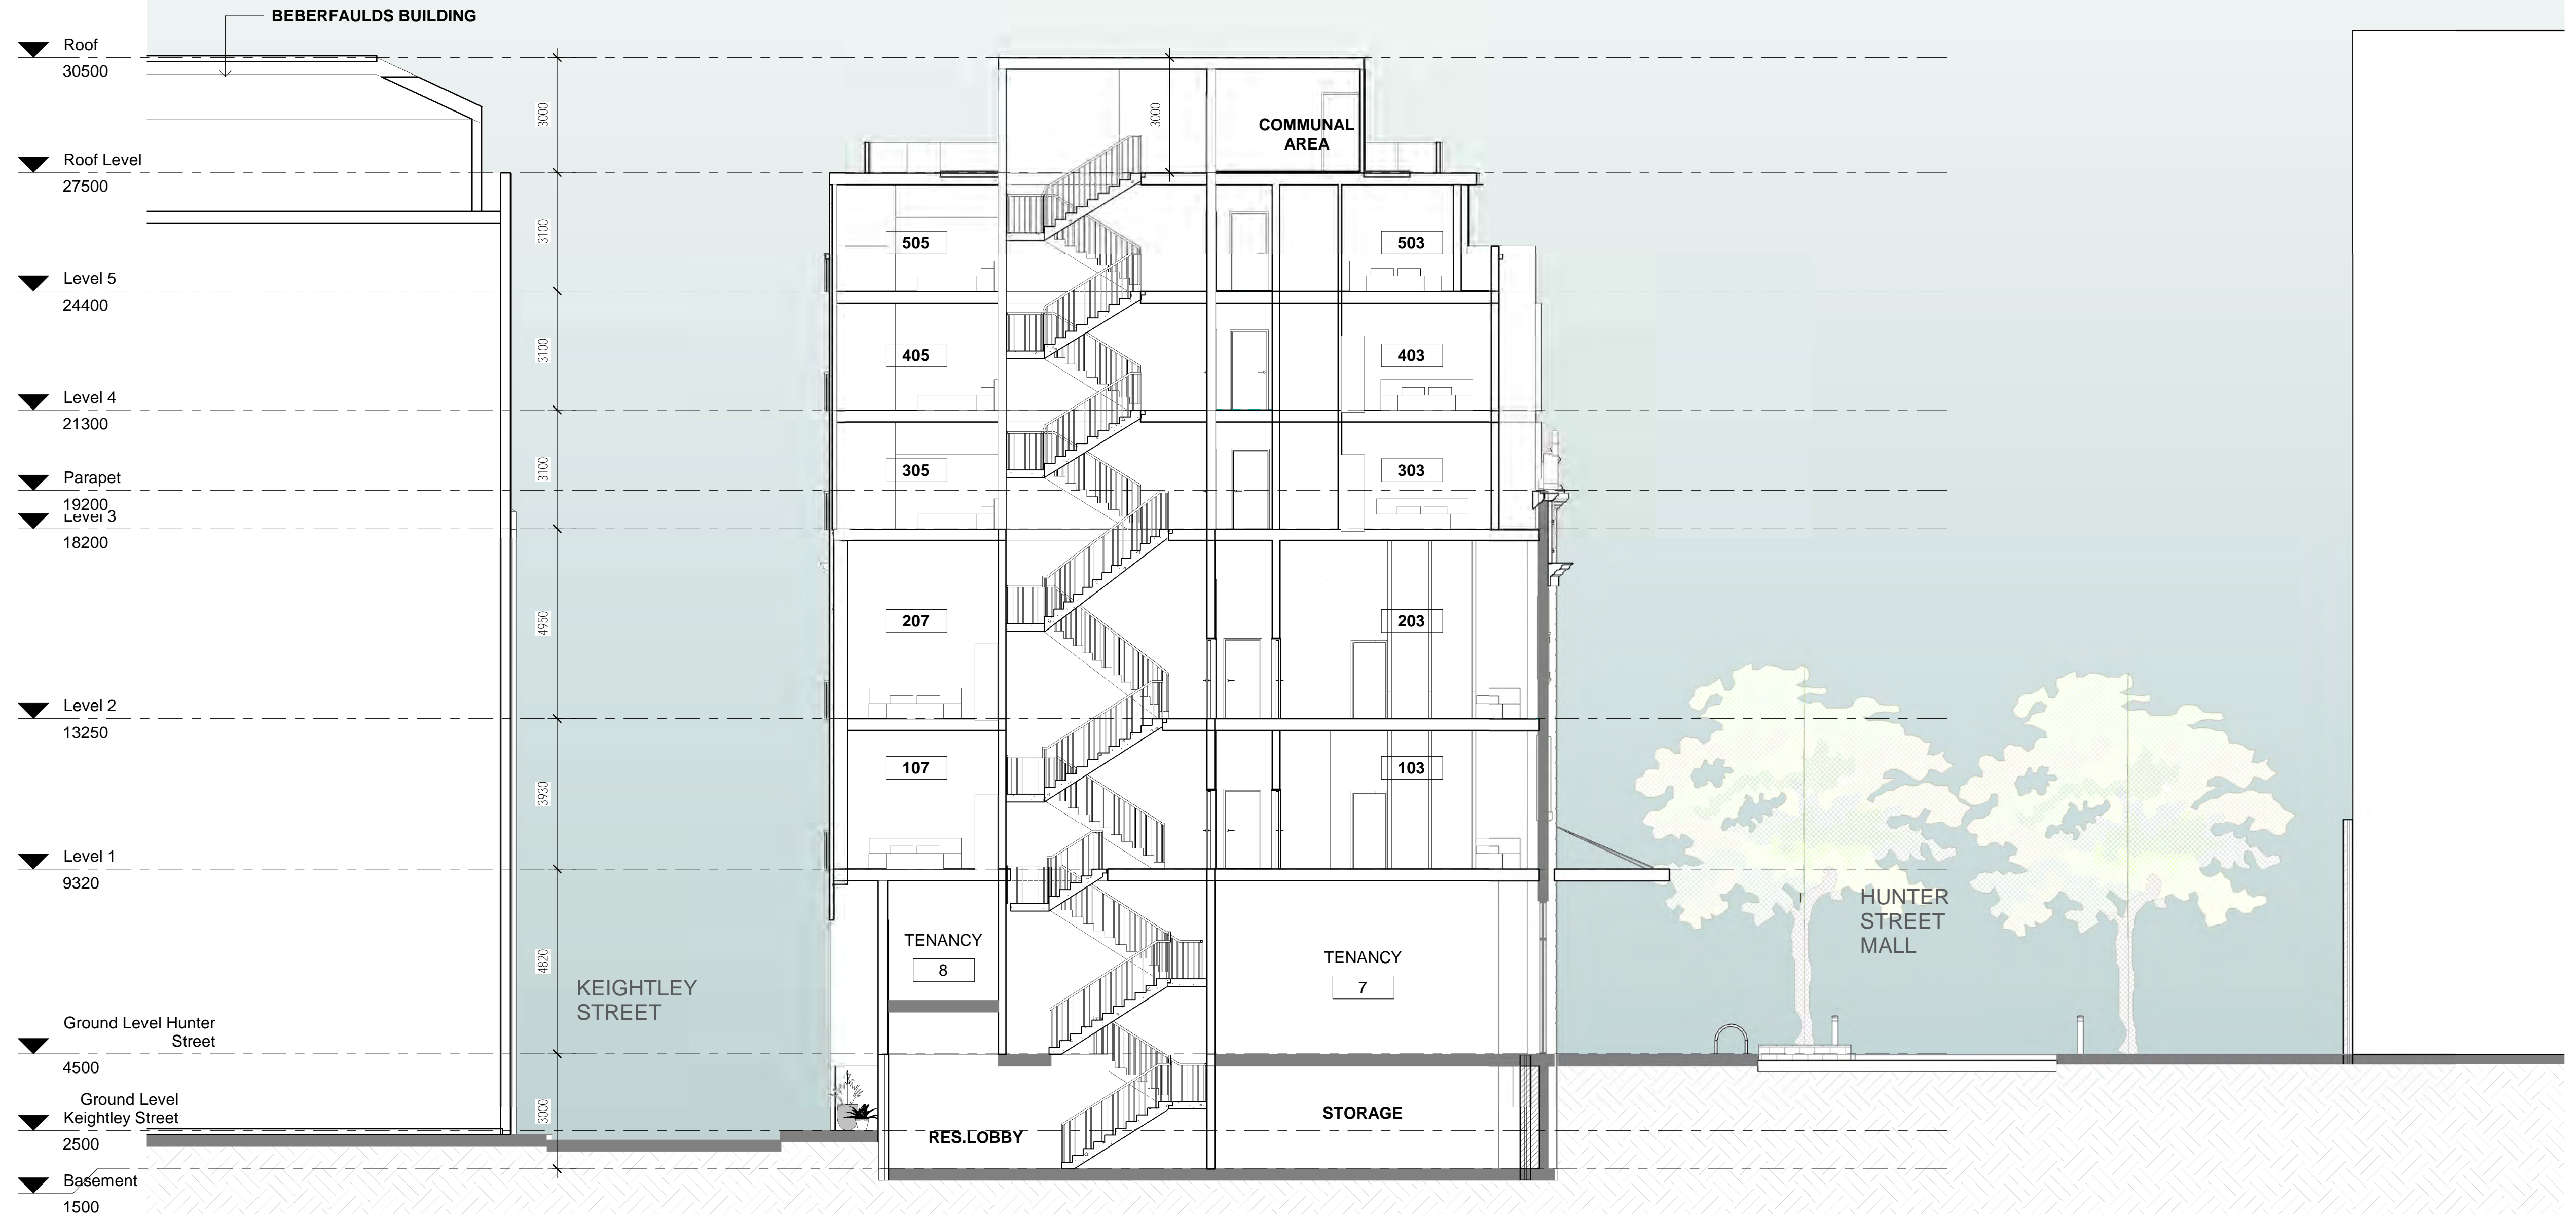 BEBERFAULDS BUILDING
Roof
30500
Roof Level
27500
Level 5
24400
Level 4
21300
Parapet
19200
Level 3
18200
Level 2
13250
Level 1
9320
Ground Level Hunter
Street
4500
Ground Level
Keightley Street
2500
Basement
1500
3000
3100
3100
3100
4950
3930
4820
3000
KEIGHTLEY
STREET
3000
COMMUNAL
AREA
505
503
405
403
305
303
207
203
107
103
TENANCY
8
TENANCY
7
RES.LOBBY
STORAGE
HUNTER
STREET
MALL